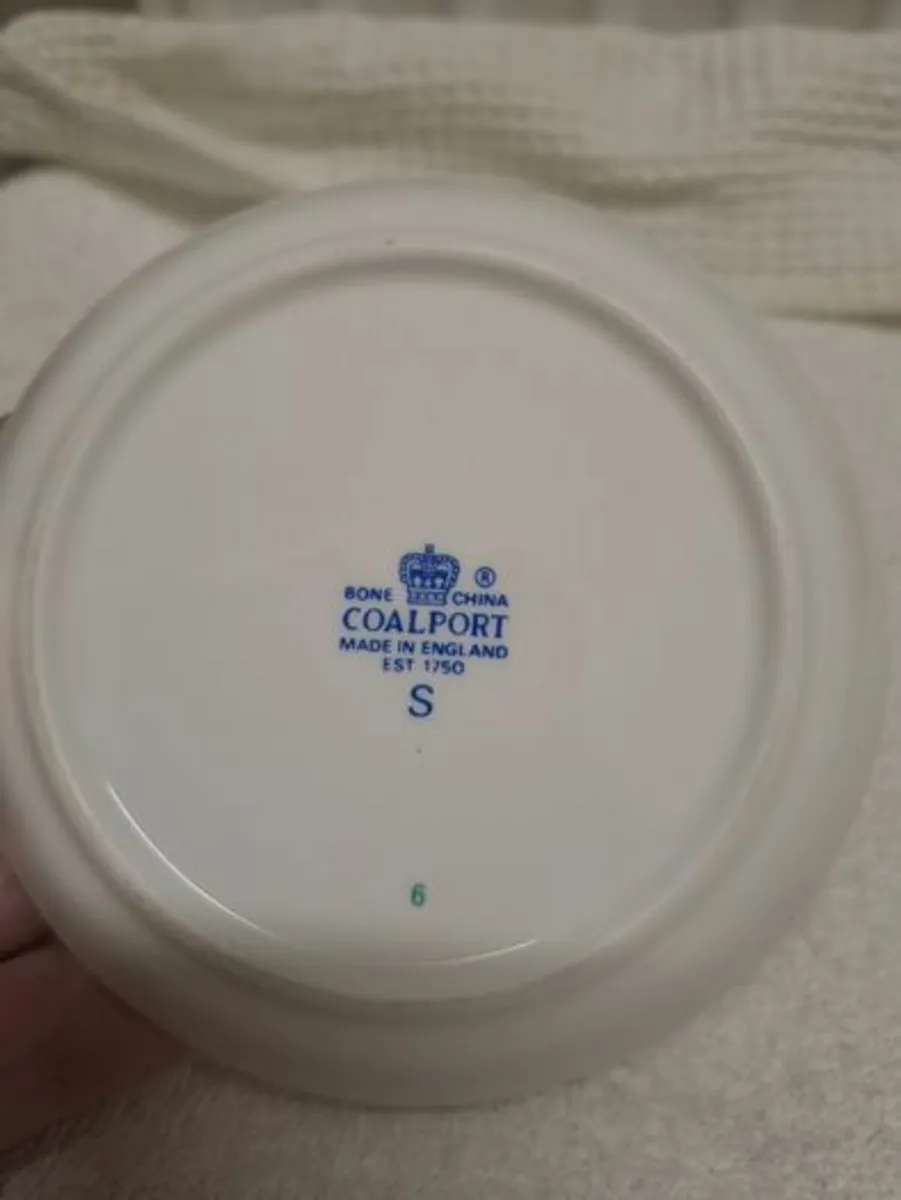 BONE CHINA ®
COALPORT
MADE IN ENGLAND
EST 1750
S
6